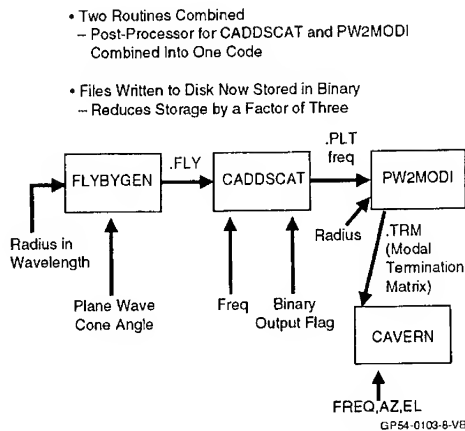 • Two Routines Combined
– Post-Processor for CADDSCAT and PW2MODI
Combined Into One Code
• Files Written to Disk Now Stored in Binary
– Reduces Storage by a Factor of Three
.PLT
freq
.FLY
FLYBYGEN
CADDSCAT
PW2MODI
Radius in
Wavelength
Radius
.TRM
(Modal
Termination
Matrix)
Plane Wave
Cone Angle
Freq
Binary
Output Flag
CAVERN
FREQ,AZ,EL
GP54-0103-8-VB